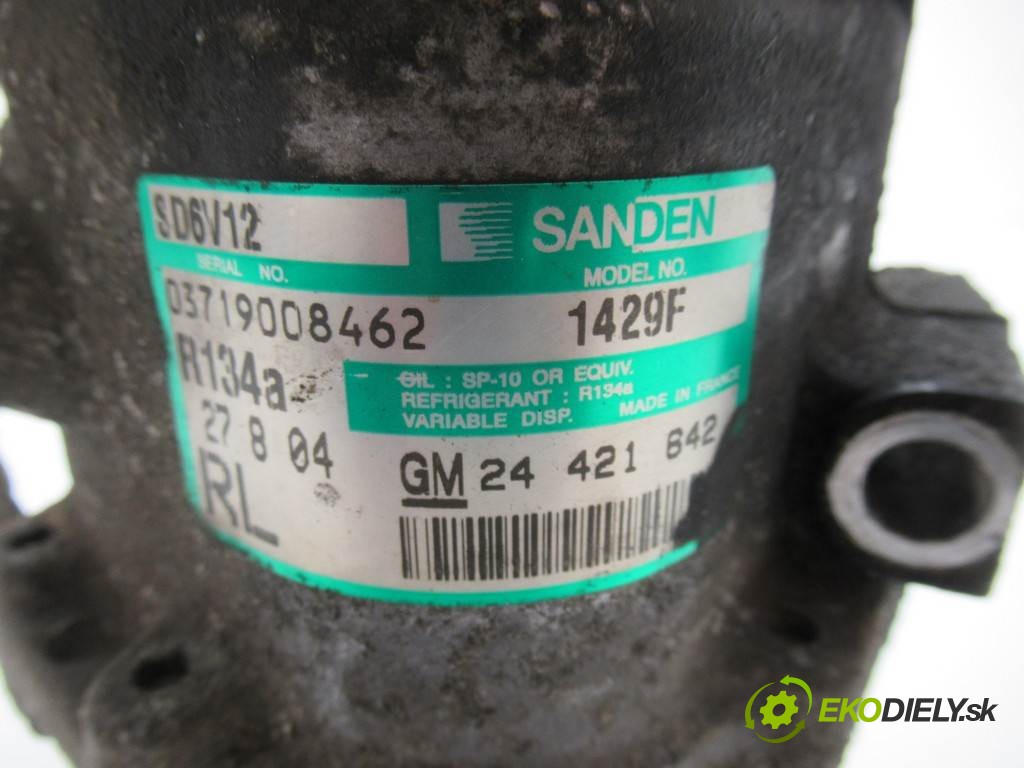 SD6V12
SANDEN
SERIAL NO.
MODEL NO.
03719008462
1429F
R134a
OIL : SP-10 OR EQUIV.
REFRIGERANT : R134a
VARIABLE DISP.
MADE IN FRANCE
27 8 04
GM 24 421 642
RL
EKODIELY.sk